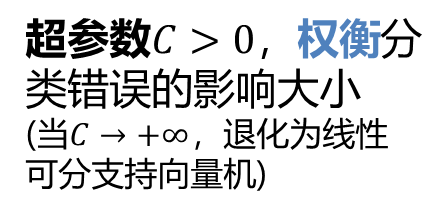 超参数C > 0，权衡分
类错误的影响大小
(当C → +∞，退化为线性
可分支持向量机)